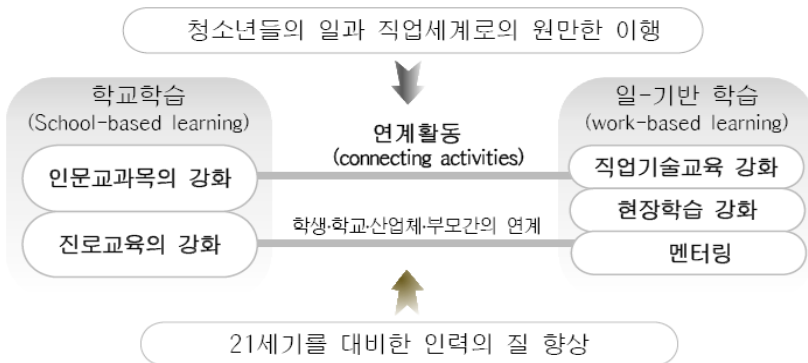 청소년들의 일과 직업세계로의 원만한 이행
학교학습
(School-based learning)
인문교과목의 강화
진로교육의 강화
연계활동
(connecting activities)
학생·학교·산업체·부모간의 연계
일-기반 학습
(work-based learning)
직업기술교육 강화
현장학습 강화
멘터링
21세기를 대비한 인력의 질 향상